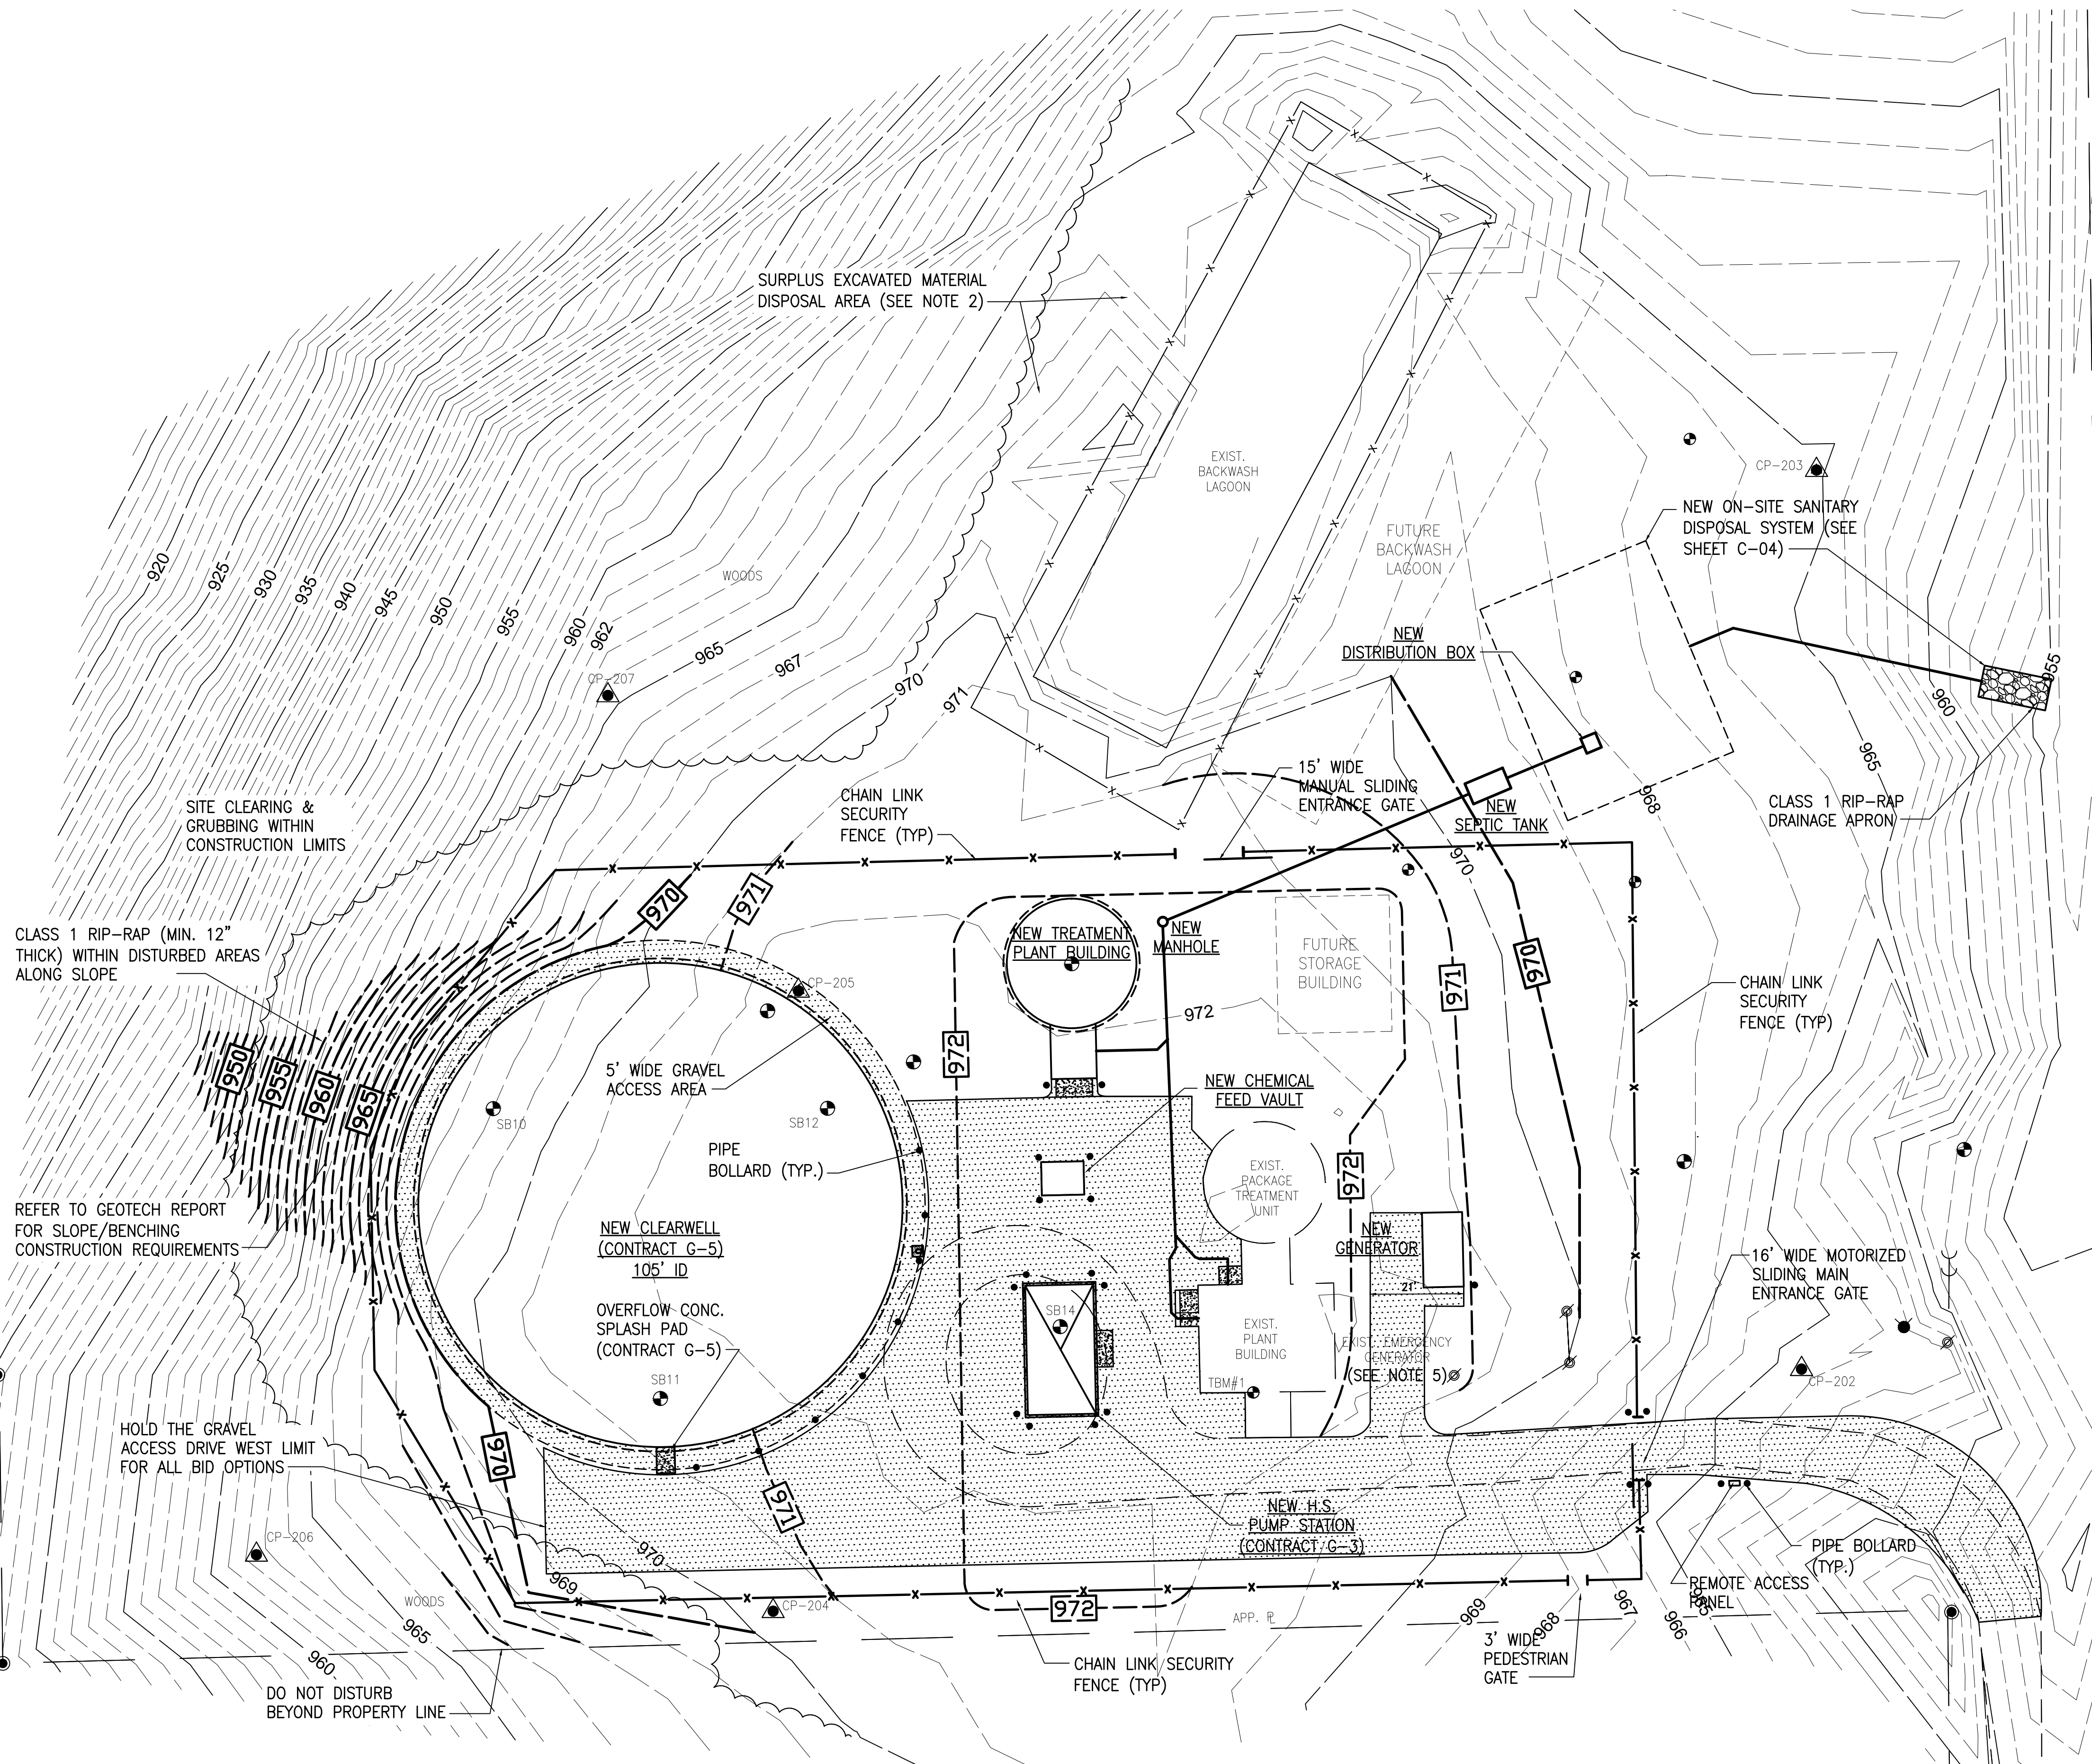 SURPLUS EXCAVATED MATERIAL
DISPOSAL AREA (SEE NOTE 2)
EXIST.
BACKWASH
LAGOON
FUTURE
BACKWASH
LAGOON
CP-203
NEW ON-SITE SANITARY
DISPOSAL SYSTEM (SEE
SHEET C-04)
920
925
930
935
940
945
950
955
960
962
965
967
970
971
WOODS
CP-207
NEW
DISTRIBUTION BOX
955
960
965
968
970
15' WIDE
MANUAL SLIDING
ENTRANCE GATE
NEW
SEPTIC TANK
CLASS 1 RIP-RAP
DRAINAGE APRON
SITE CLEARING &
GRUBBING WITHIN
CONSTRUCTION LIMITS
CHAIN LINK
SECURITY
FENCE (TYP)
970
971
CLASS 1 RIP-RAP (MIN. 12"
THICK) WITHIN DISTURBED AREAS
ALONG SLOPE
NEW TREATMENT
PLANT BUILDING
NEW
MANHOLE
FUTURE
STORAGE
BUILDING
971
970
972
972
CP-205
CHAIN LINK
SECURITY
FENCE (TYP)
950
955
960
965
5' WIDE GRAVEL
ACCESS AREA
NEW CHEMICAL
FEED VAULT
SB10
SB12
PIPE
BOLLARD (TYP.)
EXIST.
PACKAGE
TREATMENT
UNIT
972
REFER TO GEOTECH REPORT
FOR SLOPE/BENCHING
CONSTRUCTION REQUIREMENTS
NEW CLEARWELL
(CONTRACT G-5)
105' ID
NEW
GENERATOR
21'
16' WIDE MOTORIZED
SLIDING MAIN
ENTRANCE GATE
OVERFLOW CONC.
SPLASH PAD
(CONTRACT G-5)
SB14
EXIST.
PLANT
BUILDING
EXIST. EMERGENCY
GENERATOR
(SEE NOTE 5)
SB11
TBM#1
CP-202
HOLD THE GRAVEL
ACCESS DRIVE WEST LIMIT
FOR ALL BID OPTIONS
970
971
NEW H.S.
PUMP STATION
(CONTRACT G-3)
CP-206
970
969
PIPE BOLLARD
(TYP.)
REMOTE ACCESS
PANEL
WOODS
965
960
CP-204
972
APP. PL
969
968
967
966
965
3' WIDE
PEDESTRIAN
GATE
CHAIN LINK SECURITY
FENCE (TYP)
DO NOT DISTURB
BEYOND PROPERTY LINE